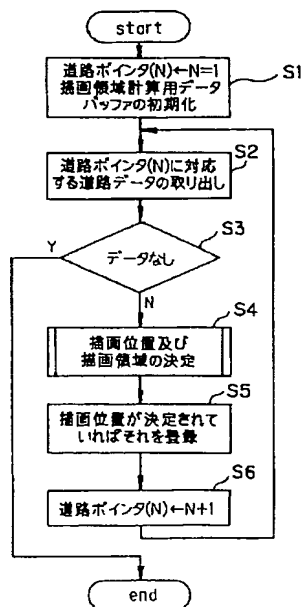 start
道路ポインタ(N)←N=1
描画領域計算用データ
バッファの初期化
S1
道路ポインタ(N)に対応
する道路データの取り出し
S2
データなし
S3
Y
N
描画位置及び
描画領域の決定
S4
描画位置が決定されて
いればそれを登録
S5
道路ポインタ(N)←N+1
S6
end